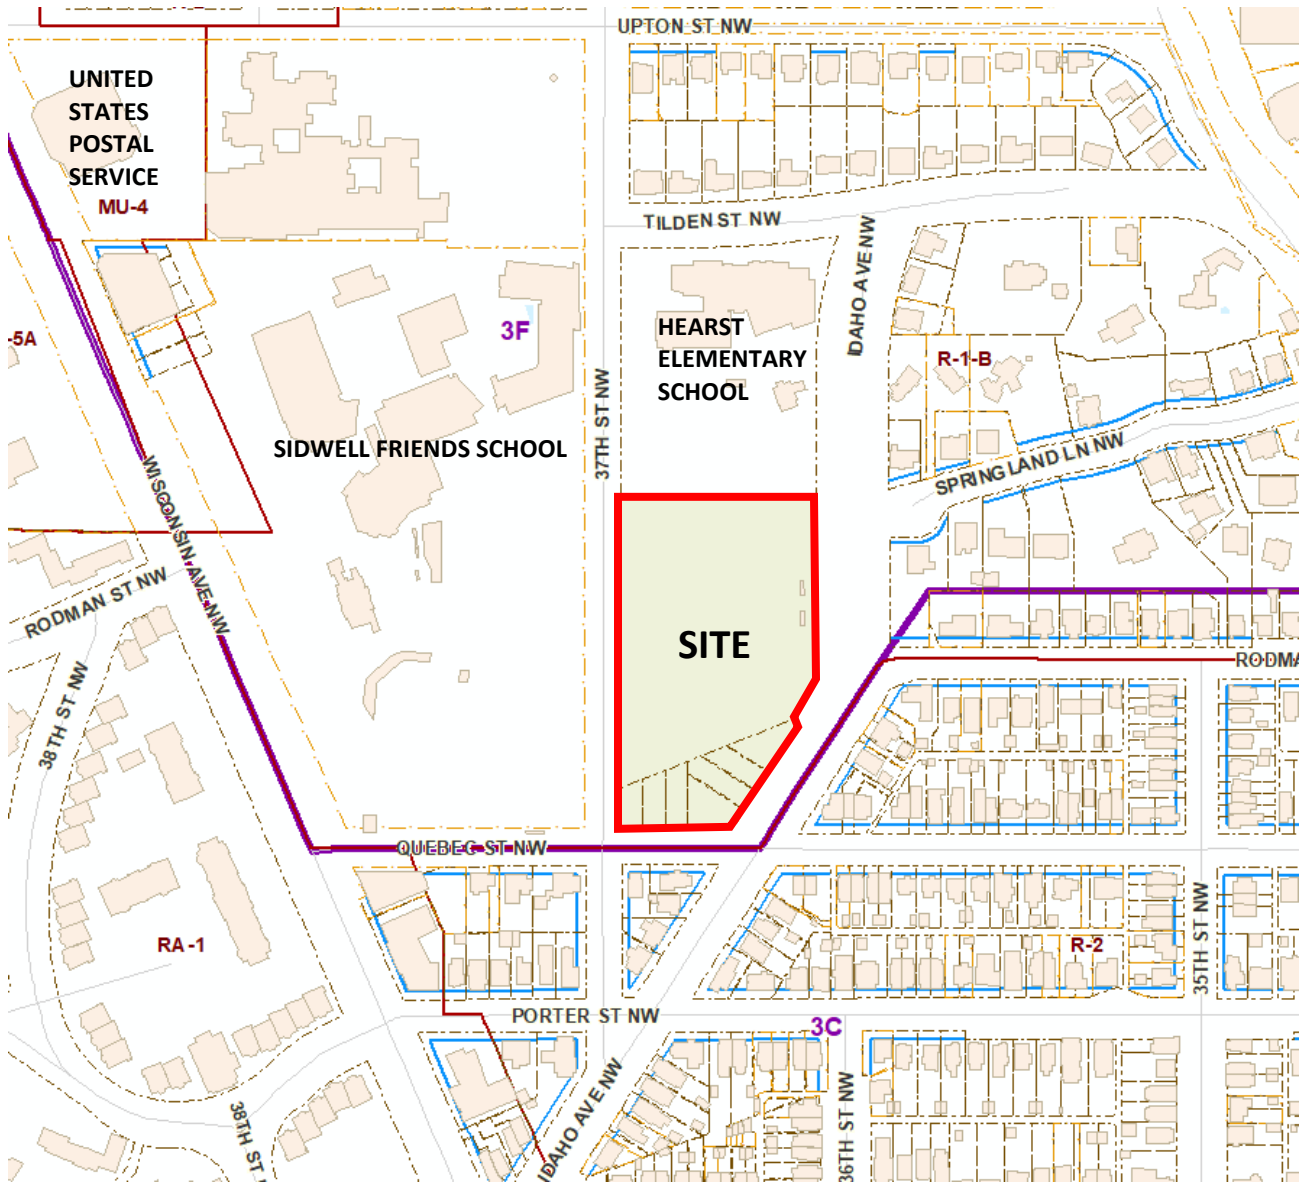 UPTON ST NW
UNITED
STATES
POSTAL
SERVICE
MU-4
TILDEN ST NW
IDAHO AVE NW
3F
HEARST
ELEMENTARY
SCHOOL
-5A
R-1-B
37TH ST NW
SIDWELL FRIENDS SCHOOL
SPRINGLAND LN NW
WISCONSIN AVE NW
RODMAN ST NW
SITE
RODMA
38TH ST NW
QUEBEC ST NW
RA-1
R-2
35TH ST NW
PORTER ST NW
3C
IDAHO AVE NW
36TH ST NW
38TH ST